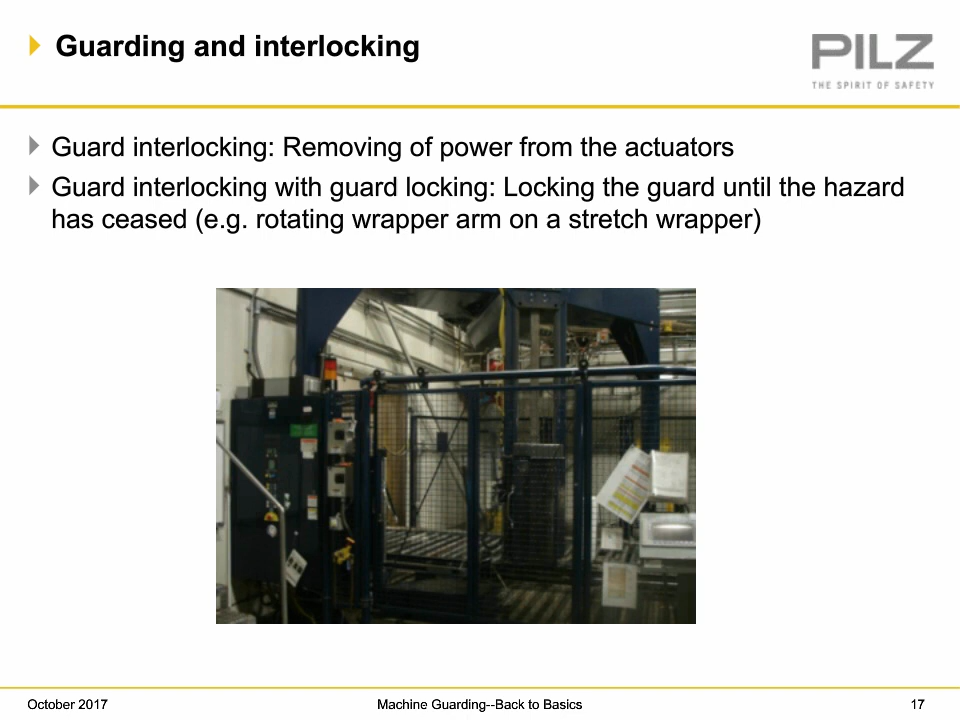 Guarding and interlocking
PILZ
THE SPIRIT OF SAFETY
Guard interlocking: Removing of power from the actuators
Guard interlocking with guard locking: Locking the guard until the hazard
has ceased (e.g. rotating wrapper arm on a stretch wrapper)
October 2017
Machine Guarding--Back to Basics
17